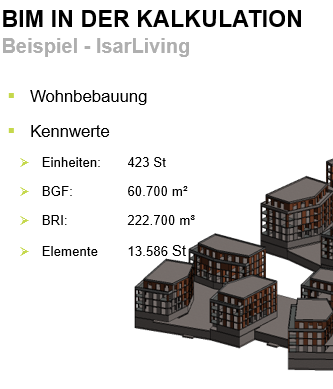 BIM IN DER KALKULATION
Beispiel - IsarLiving
Wohnbebauung
Kennwerte
Einheiten: 423 St
BGF: 60.700 m²
BRI: 222.700 m³
Elemente 13.586 St